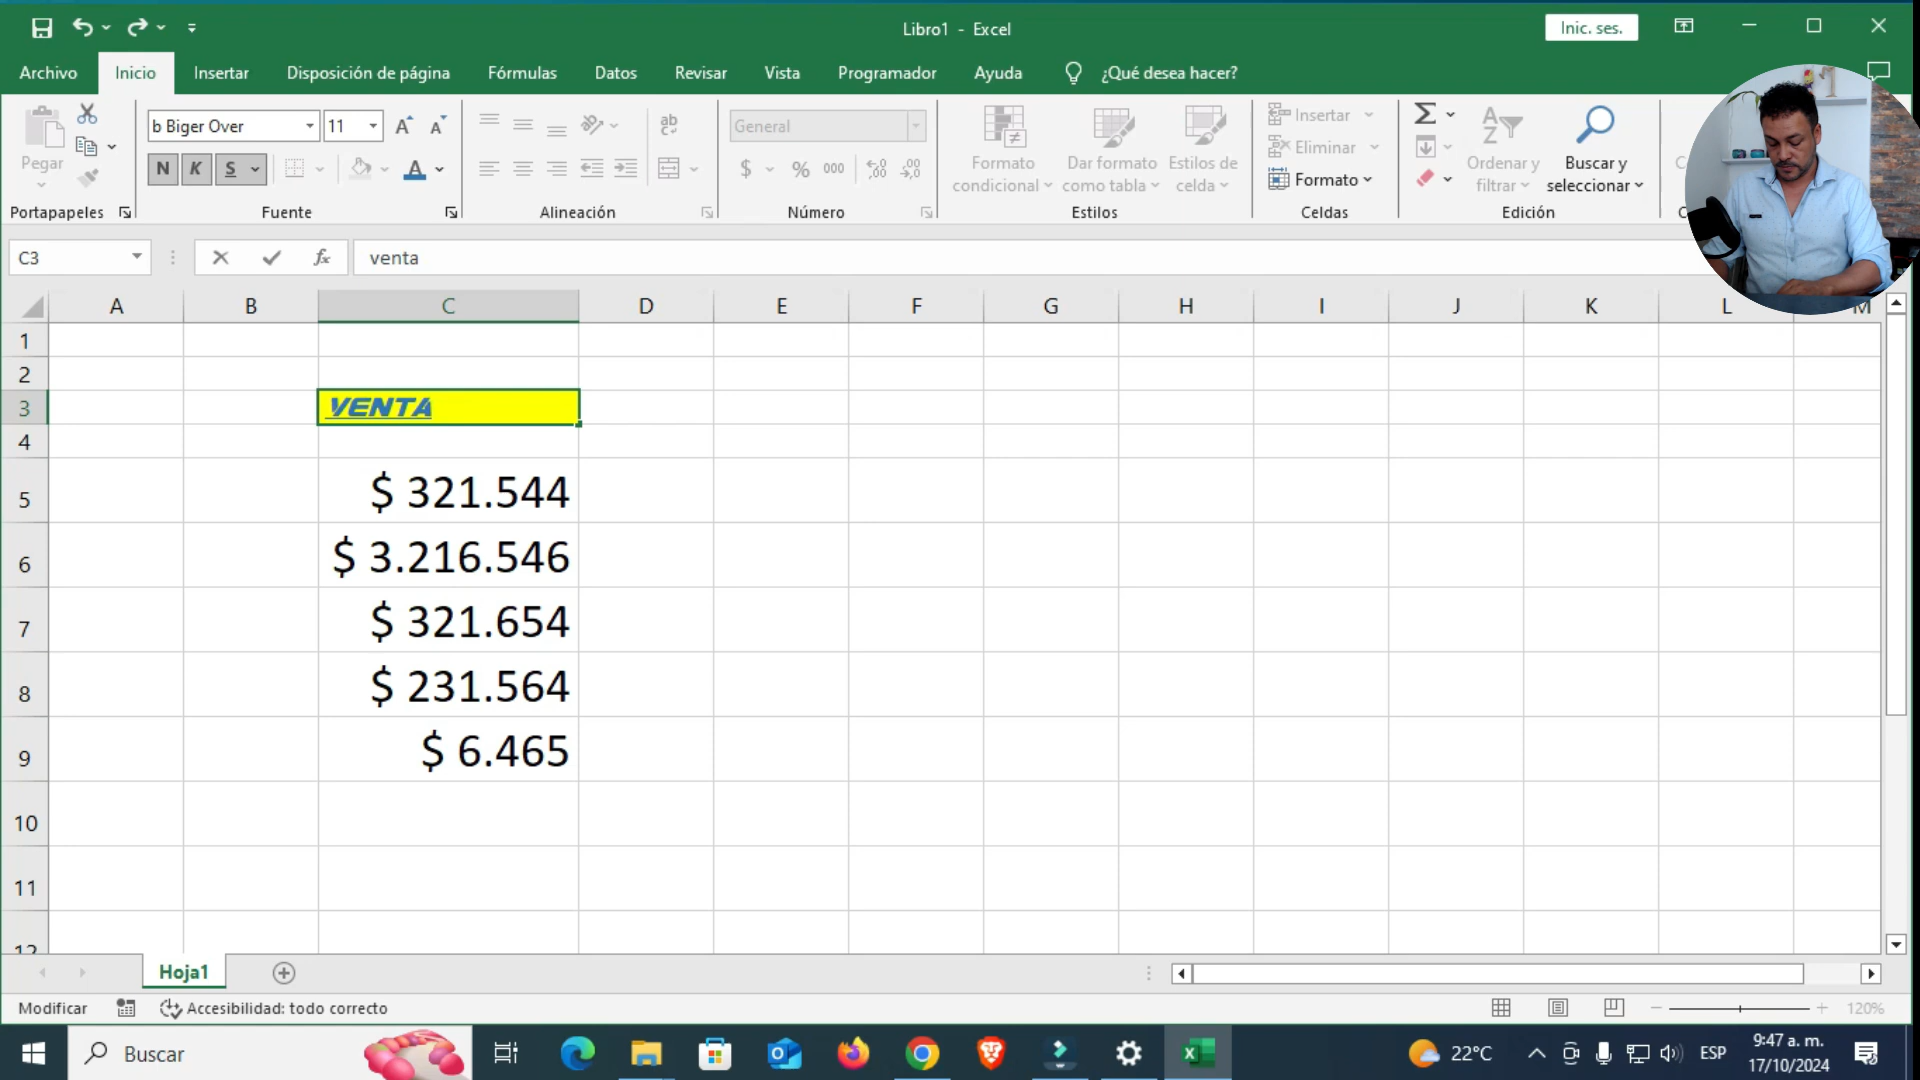 Libro1 - Excel
Inic. ses.
Archivo Inicio Insertar Disposición de página Fórmulas Datos Revisar Vista Programador Ayuda ¿Qué desea hacer?
Pegar
b Biger Over 11
N K S
General
$ % 000
Formato condicional
Dar formato como tabla
Estilos de celda
Insertar
Eliminar
Formato
Ordenar y filtrar
Buscar y seleccionar
Portapapeles Fuente Alineación Número Estilos Celdas Edición
C3 fx venta
A B C D E F G H I J K L M
1
2
3 VENTA
4
5 $ 321.544
6 $ 3.216.546
7 $ 321.654
8 $ 231.564
9 $ 6.465
10
11
12
Hoja1
Modificar Accesibilidad: todo correcto 120%
Buscar 22°C ESP 9:47 a. m.
17/10/2024